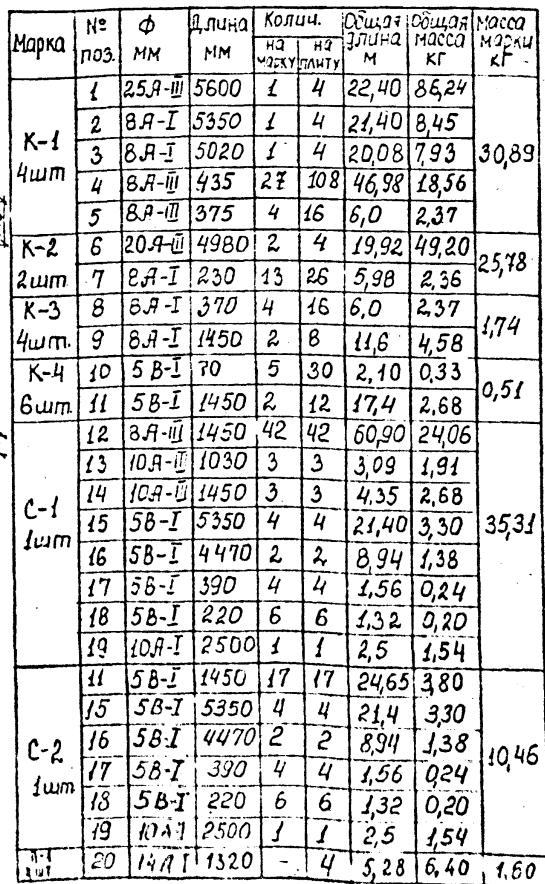 Марка № поз. Ф мм Длина мм Колич. на марку на плиту Общая длина м Общая масса кг Масса марки кг
К-1 4шт 30,89
1 25А-III 5600 1 4 22,40 86,24
2 8А-I 5350 1 4 21,40 8,45
3 8А-I 5020 1 4 20,08 7,93
4 8А-III 435 27 108 46,98 18,56
5 8А-III 375 4 16 6,0 2,37
К-2 2шт 25,78
6 20А-III 4980 2 4 19,92 49,20
7 8А-I 230 13 26 5,98 2,36
К-3 4шт. 1,74
8 8А-I 370 4 16 6,0 2,37
9 8А-I 1450 2 8 11,6 4,58
К-4 6шт 0,51
10 5В-I 70 5 30 2,10 0,33
11 5В-I 1450 2 12 17,4 2,68
С-1 1шт 35,31
12 8А-III 1450 42 42 60,90 24,06
13 10А-II 1030 3 3 3,09 1,91
14 10А-II 1450 3 3 4,35 2,68
15 5В-I 5350 4 4 21,40 3,30
16 5В-I 4470 2 2 8,94 1,38
17 5В-I 390 4 4 1,56 0,24
18 5В-I 220 6 6 1,32 0,20
19 10А-I 2500 1 1 2,5 1,54
С-2 1шт 10,46
11 5В-I 1450 17 17 24,65 3,80
15 5В-I 5350 4 4 21,4 3,30
16 5В-I 4470 2 2 8,94 1,38
17 5В-I 390 4 4 1,56 0,24
18 5В-I 220 6 6 1,32 0,20
19 10А-I 2500 1 1 2,5 1,54
20 14А I 1320 - 4 5,28 6,40 1,60